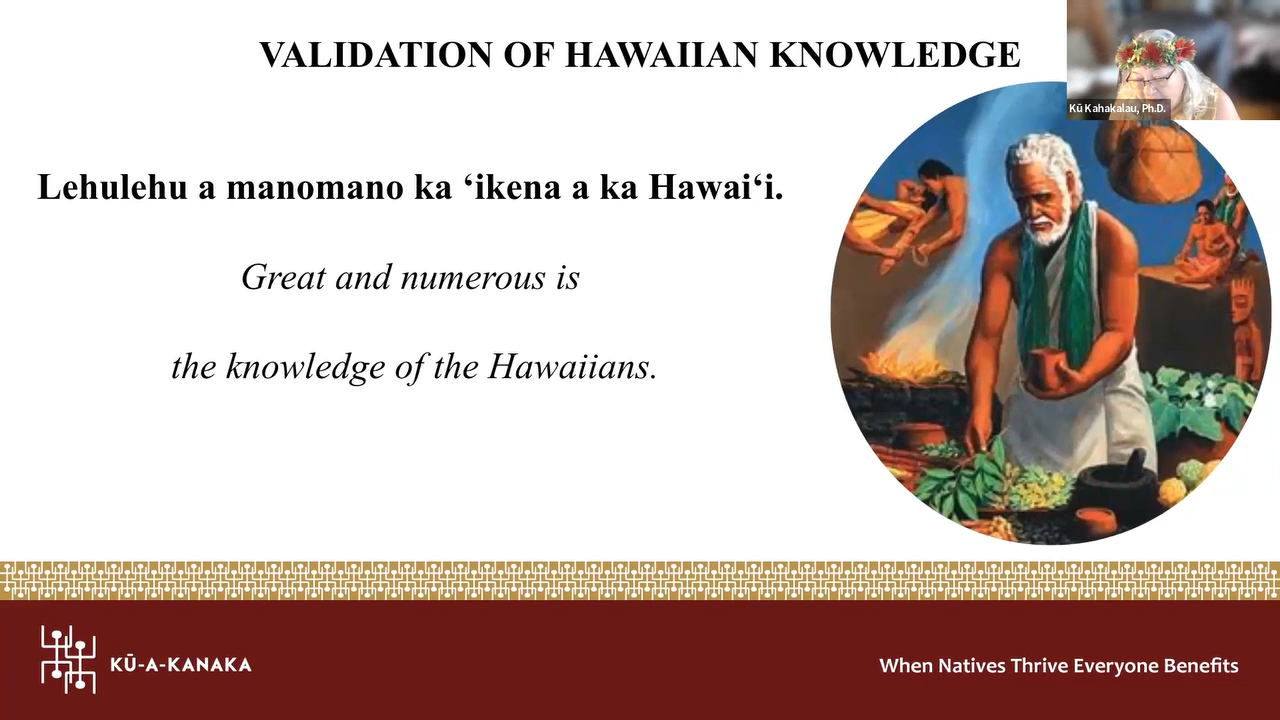 VALIDATION OF HAWAIIAN KNOWLEDGE
Kū Kahakalau, Ph.D.
Lehulehu a manomano ka ʻikena a ka Hawaiʻi.
Great and numerous is
the knowledge of the Hawaiians.
KŪ-A-KANAKA
When Natives Thrive Everyone Benefits